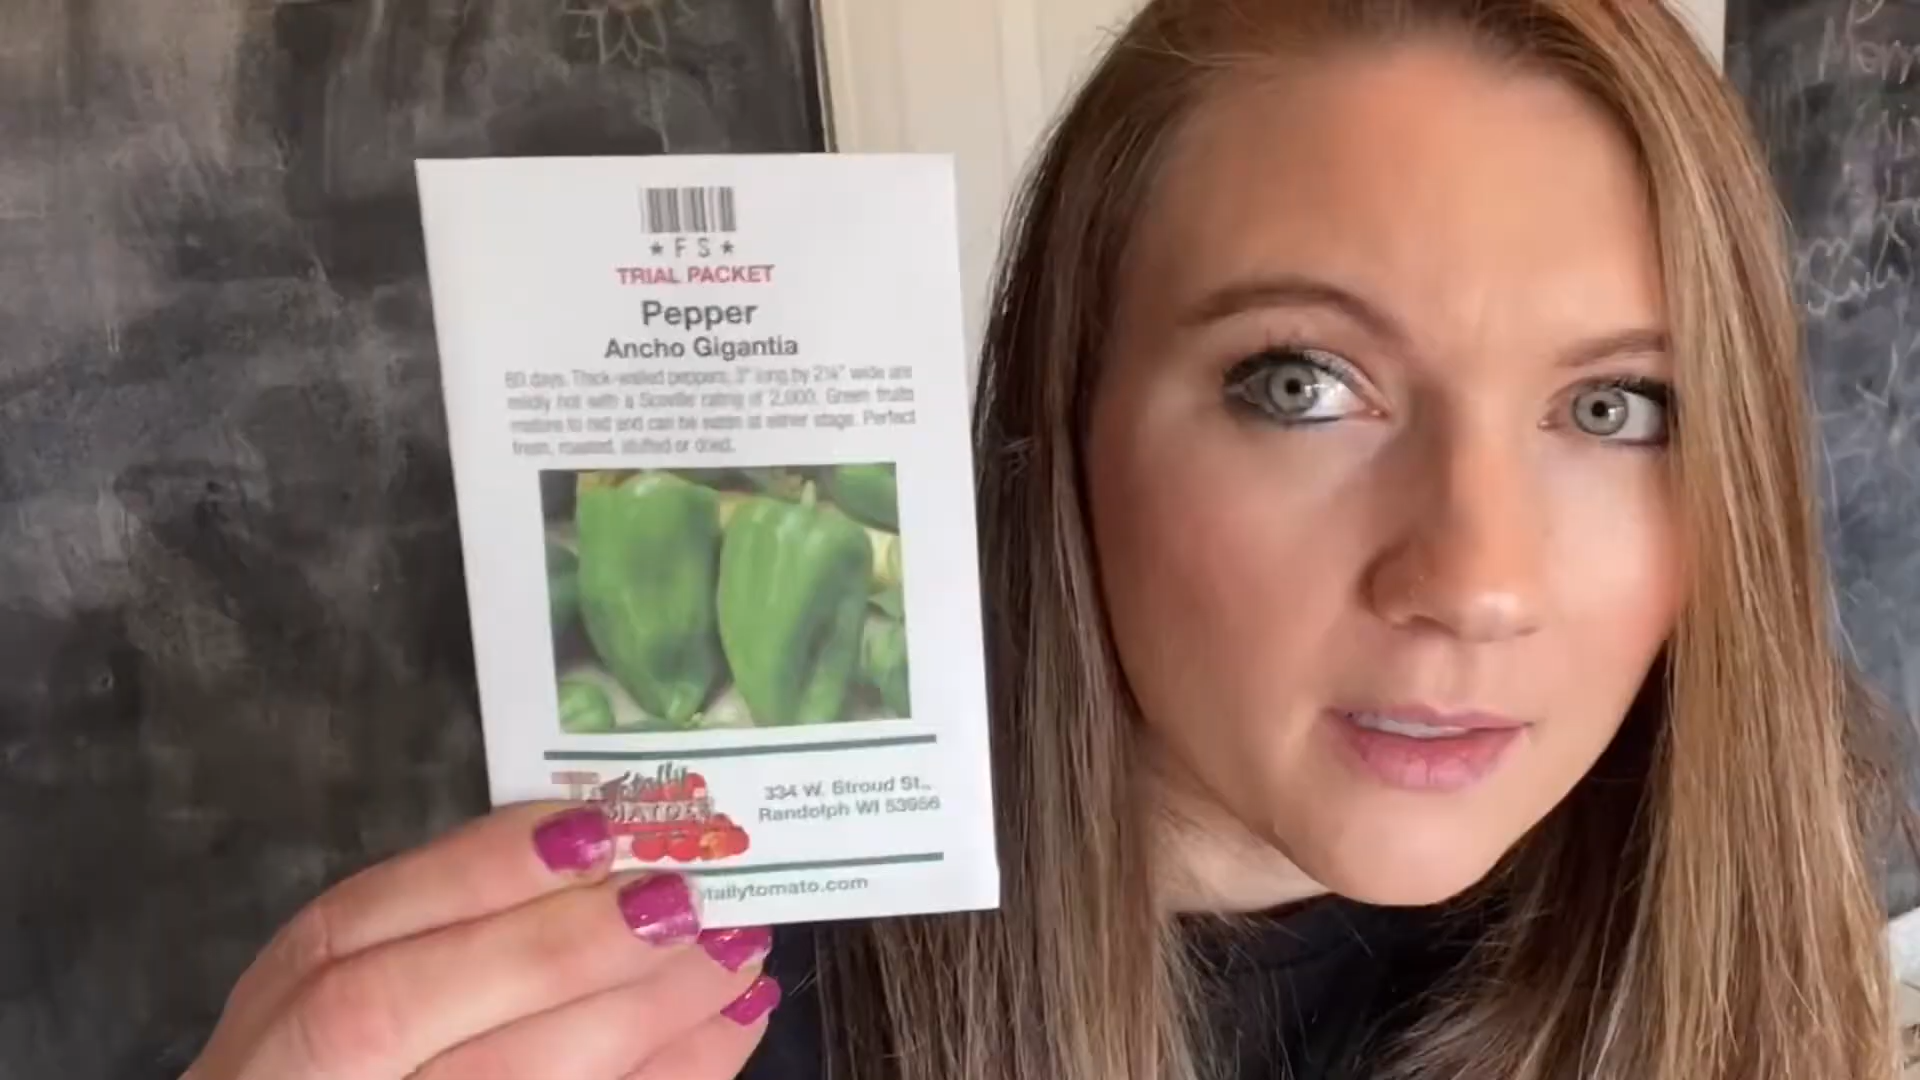 ★ F S ★
TRIAL PACKET
Pepper
Ancho Gigantia
days. Thick-walled peppers, 3" long by 2¼" wide are
mildly hot with a Scoville rating of 2,000. Green fruits
mature to red and can be eaten at either stage. Perfect
fresh, roasted, stuffed or dried.
Totally
334 W. Stroud St.,
Randolph WI 53956
tallytomato.com
Mom